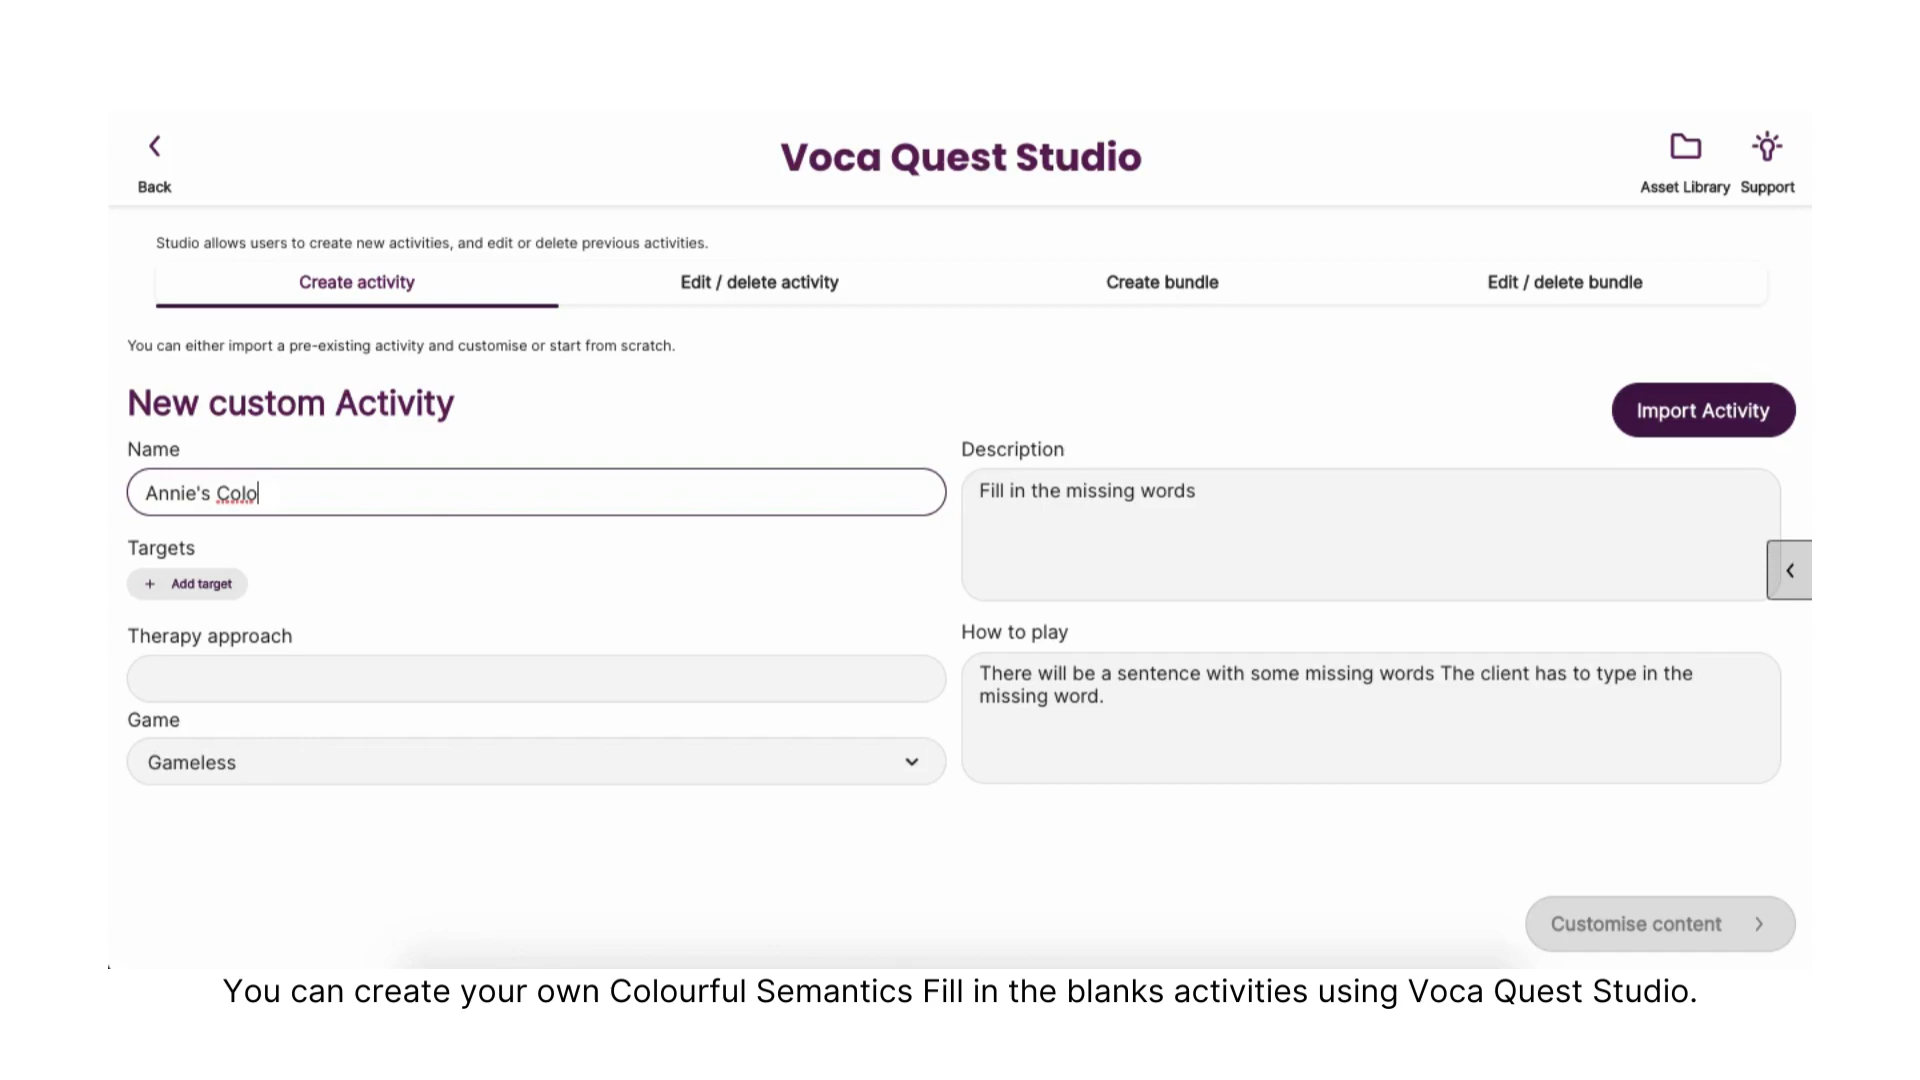 Back
Voca Quest Studio
Asset Library
Support
Studio allows users to create new activities, and edit or delete previous activities.
Create activity
Edit / delete activity
Create bundle
Edit / delete bundle
You can either import a pre-existing activity and customise or start from scratch.
New custom Activity
Import Activity
Name
Annie's Colo
Targets
+ Add target
Therapy approach
Game
Gameless
Description
Fill in the missing words
How to play
There will be a sentence with some missing words The client has to type in the
missing word.
Customise content
You can create your own Colourful Semantics Fill in the blanks activities using Voca Quest Studio.